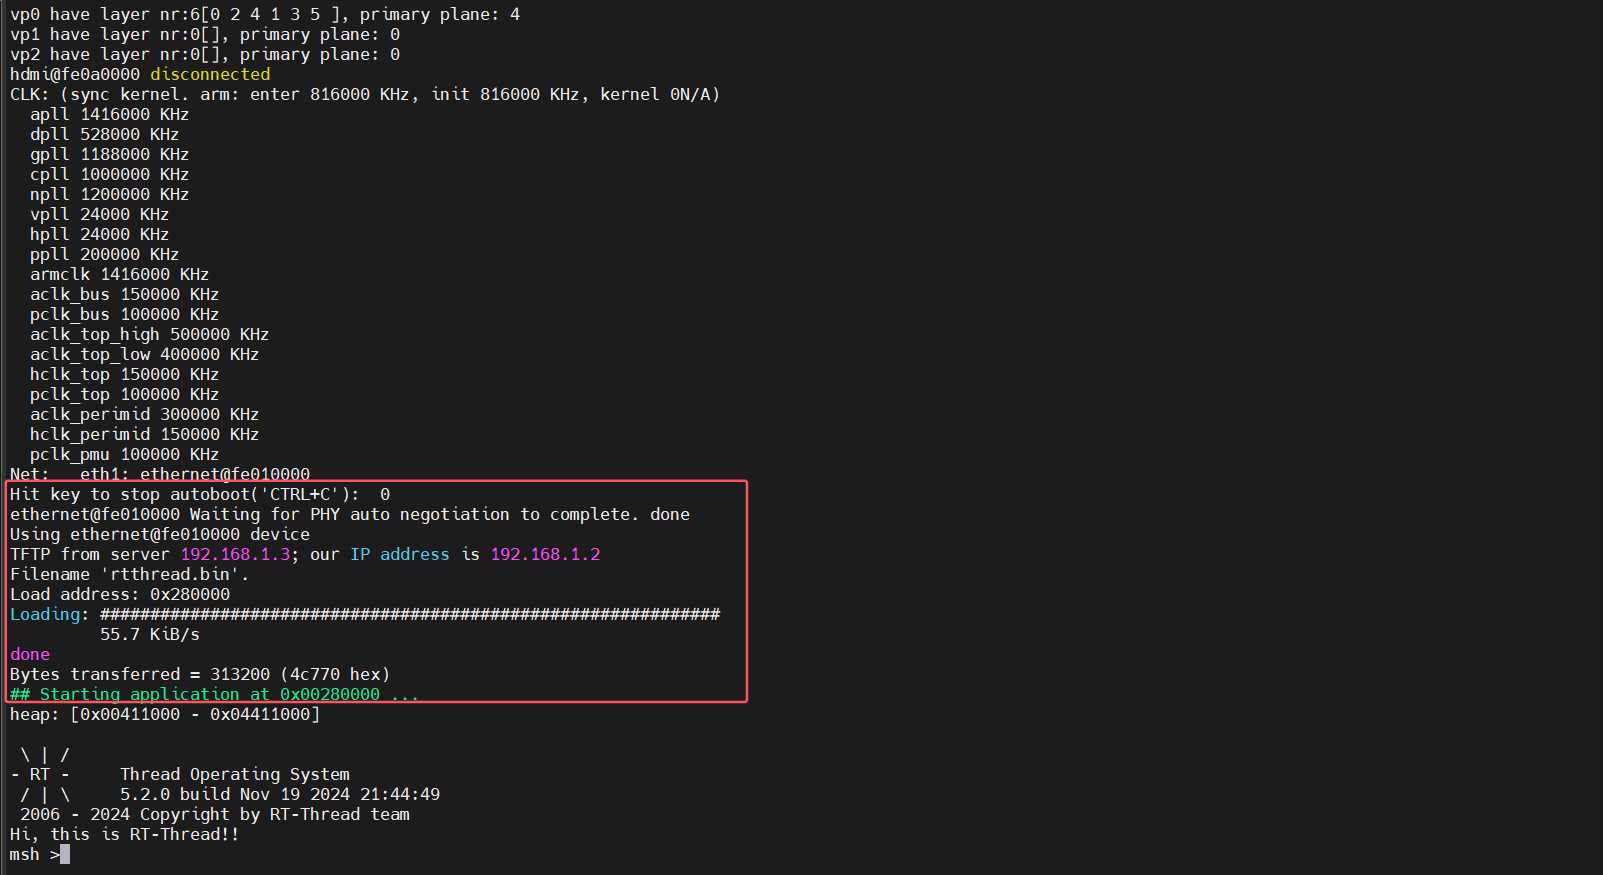 vp0 have layer nr:6[0 2 4 1 3 5 ], primary plane: 4
vp1 have layer nr:0[], primary plane: 0
vp2 have layer nr:0[], primary plane: 0
hdmi@fe0a0000 disconnected
CLK: (sync kernel. arm: enter 816000 KHz, init 816000 KHz, kernel 0N/A)
  apll 1416000 KHz
  dpll 528000 KHz
  gpll 1188000 KHz
  cpll 1000000 KHz
  npll 1200000 KHz
  vpll 24000 KHz
  hpll 24000 KHz
  ppll 200000 KHz
  armclk 1416000 KHz
  aclk_bus 150000 KHz
  pclk_bus 100000 KHz
  aclk_top_high 500000 KHz
  aclk_top_low 400000 KHz
  hclk_top 150000 KHz
  pclk_top 100000 KHz
  aclk_perimid 300000 KHz
  hclk_perimid 150000 KHz
  pclk_pmu 100000 KHz
Net:   eth1: ethernet@fe010000
Hit key to stop autoboot('CTRL+C'):  0
ethernet@fe010000 Waiting for PHY auto negotiation to complete. done
Using ethernet@fe010000 device
TFTP from server 192.168.1.3; our IP address is 192.168.1.2
Filename 'rtthread.bin'.
Load address: 0x280000
Loading: ##############################################################
         55.7 KiB/s
done
Bytes transferred = 313200 (4c770 hex)
## Starting application at 0x00280000 ...
heap: [0x00411000 - 0x04411000]

 \ | /
- RT -     Thread Operating System
 / | \     5.2.0 build Nov 19 2024 21:44:49
 2006 - 2024 Copyright by RT-Thread team
Hi, this is RT-Thread!!
msh >